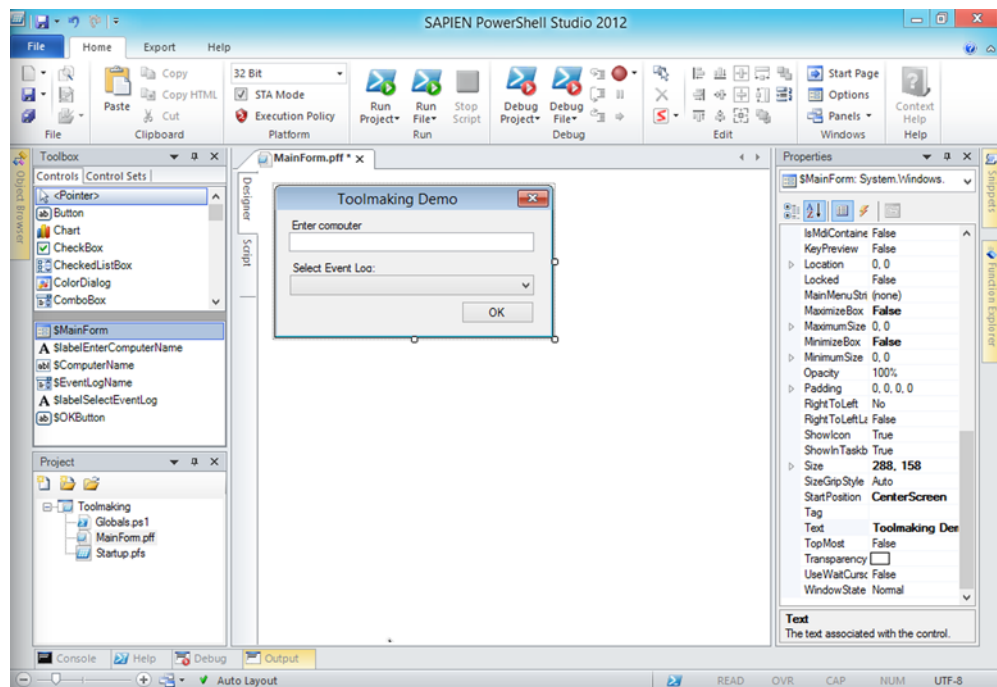 SAPIEN PowerShell Studio 2012
File Home Export Help
32 Bit
STA Mode
Execution Policy
Platform
Paste
Copy
Copy HTML
Cut
File
Clipboard
Run Project
Run File
Stop Script
Run
Debug Project
Debug File
Debug
Edit
Start Page
Options
Panels
Windows
Context Help
Help
Object Browser
Toolbox
Controls Control Sets
<Pointer>
Button
Chart
CheckBox
CheckedListBox
ColorDialog
ComboBox
$MainForm
$labelEnterComputerName
$ComputerName
$EventLogName
$labelSelectEventLog
$OKButton
Project
Toolmaking
Globals.ps1
MainForm.pff
Startup.pfs
MainForm.pff *
Designer
Script
Toolmaking Demo
Enter computer
Select Event Log:
OK
Properties
$MainForm: System.Windows.
IsMdiContaine False
KeyPreview False
Location 0, 0
Locked False
MainMenuStri (none)
MaximizeBox False
MaximumSize 0, 0
MinimizeBox False
MinimumSize 0, 0
Opacity 100%
Padding 0, 0, 0, 0
RightToLeft No
RightToLeftLa False
ShowIcon True
ShowInTaskb True
Size 288, 158
SizeGripStyle Auto
StartPosition CenterScreen
Tag
Text Toolmaking Der
TopMost False
Transparency
UseWaitCursc False
WindowState Normal
Text
The text associated with the control.
Snippets
Function Explorer
Console Help Debug Output
Auto Layout
READ OVR CAP NUM UTF-8